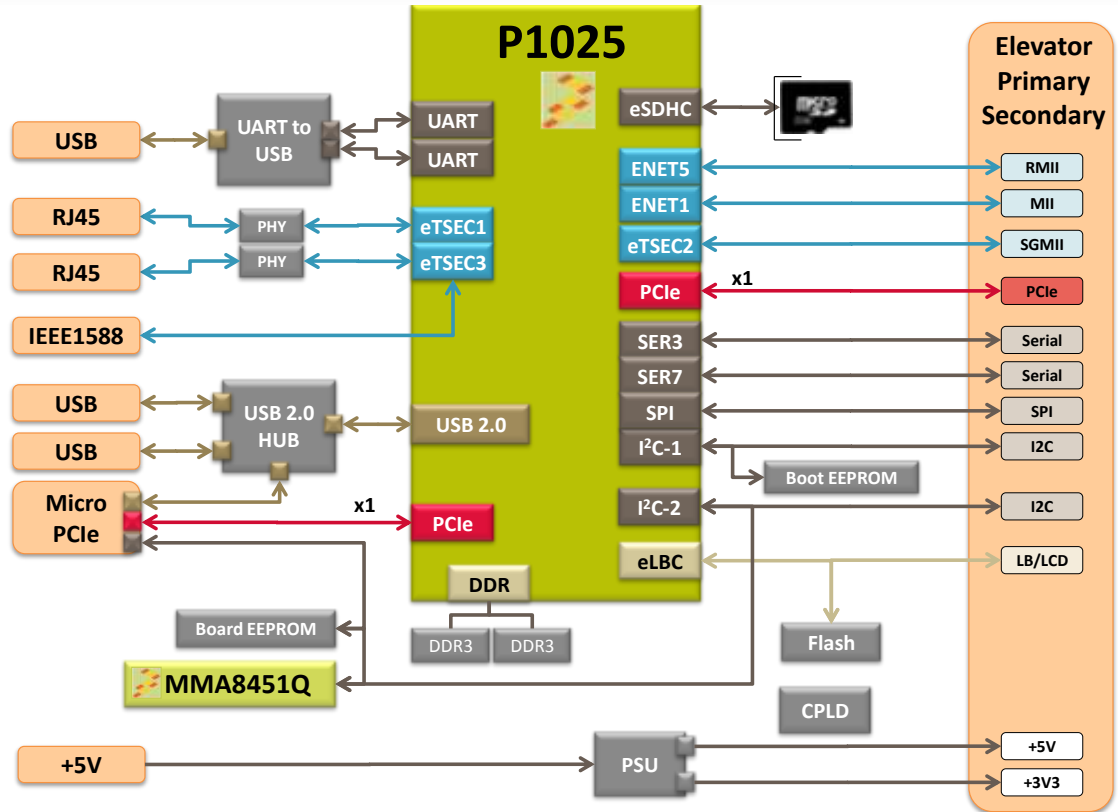 P1025
Elevator
Primary
Secondary
USB
UART to
USB
UART
UART
eSDHC
micro
RJ45
PHY
eTSEC1
RJ45
PHY
eTSEC3
IEEE1588
ENET5
RMII
ENET1
MII
eTSEC2
SGMII
PCIe
x1
PCIe
SER3
Serial
SER7
Serial
SPI
SPI
I²C-1
I2C
Boot EEPROM
I²C-2
I2C
eLBC
LB/LCD
USB
USB
USB 2.0
HUB
USB 2.0
Micro
PCIe
x1
PCIe
DDR
DDR3
DDR3
Board EEPROM
MMA8451Q
Flash
CPLD
+5V
PSU
+5V
+3V3